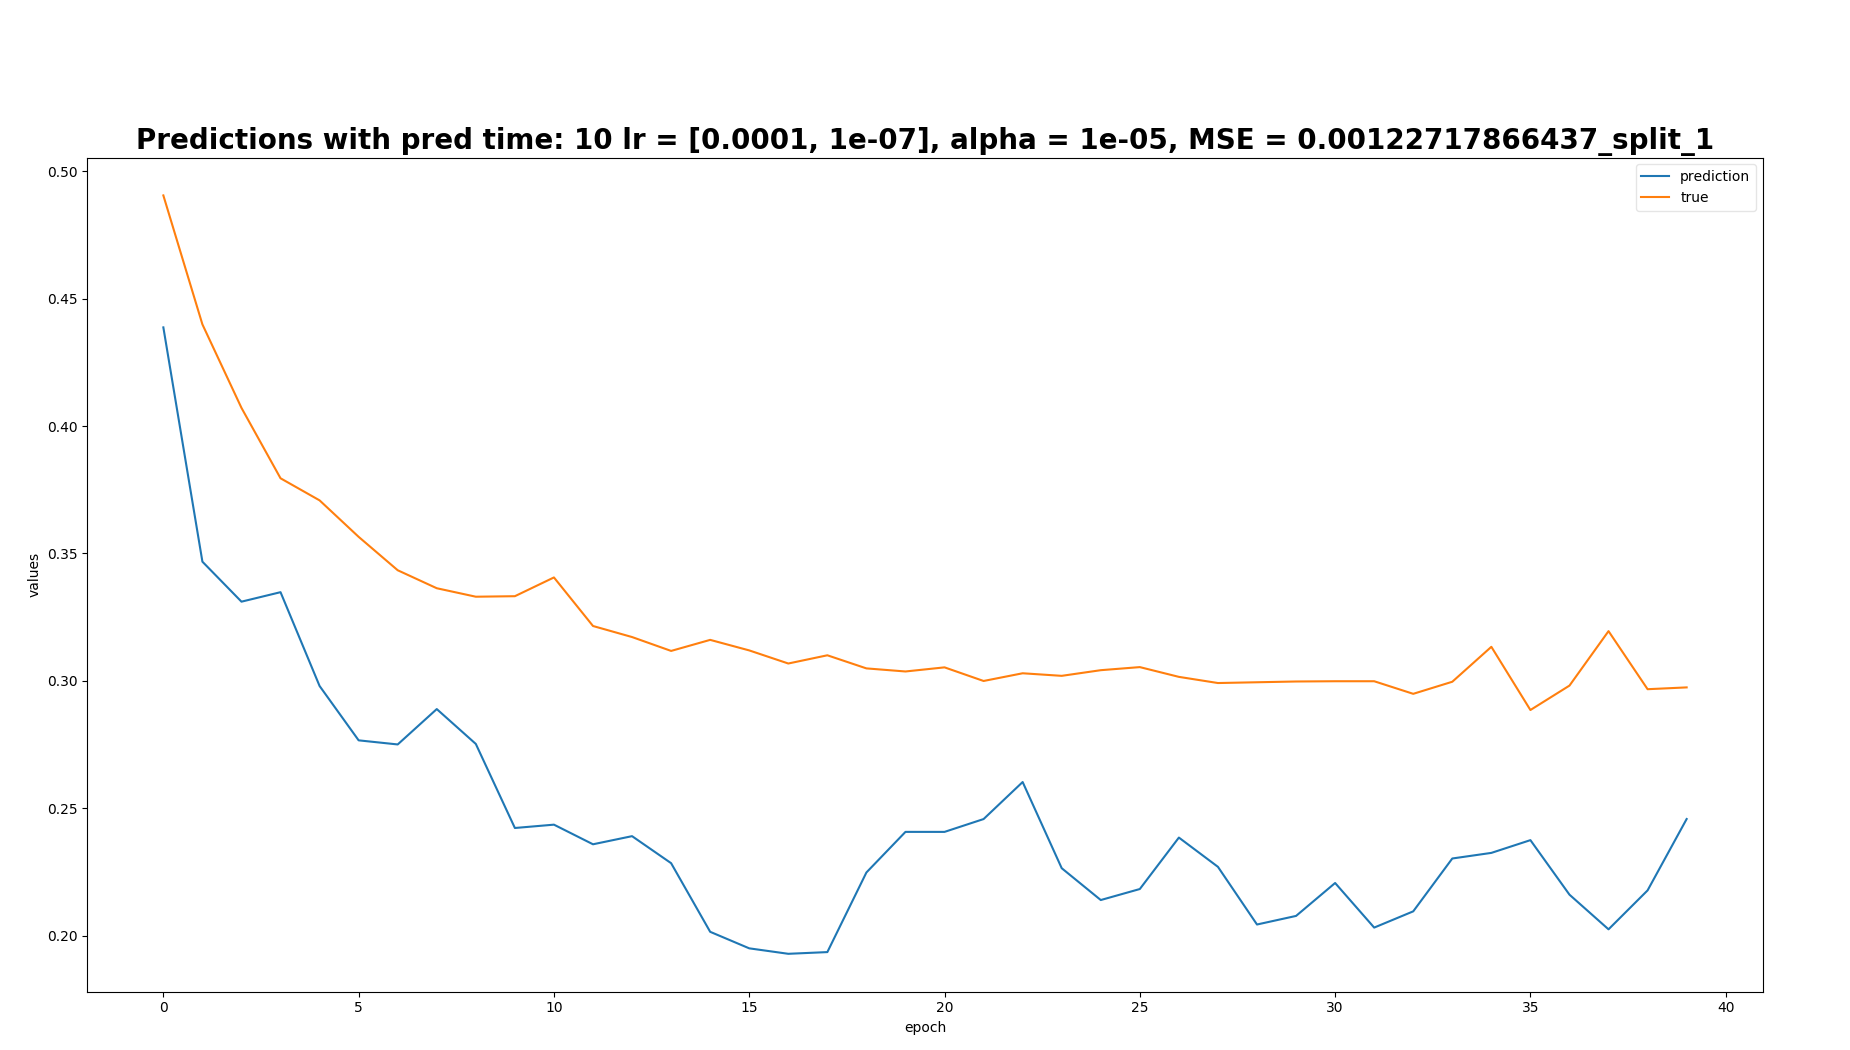 Predictions with pred time: 10 lr = [0.0001, 1e-07], alpha = 1e-05, MSE = 0.00122717866437_split_1
prediction
true
0.50
0.45
0.40
0.35
0.30
0.25
0.20
values
0 5 10 15 20 25 30 35 40
epoch